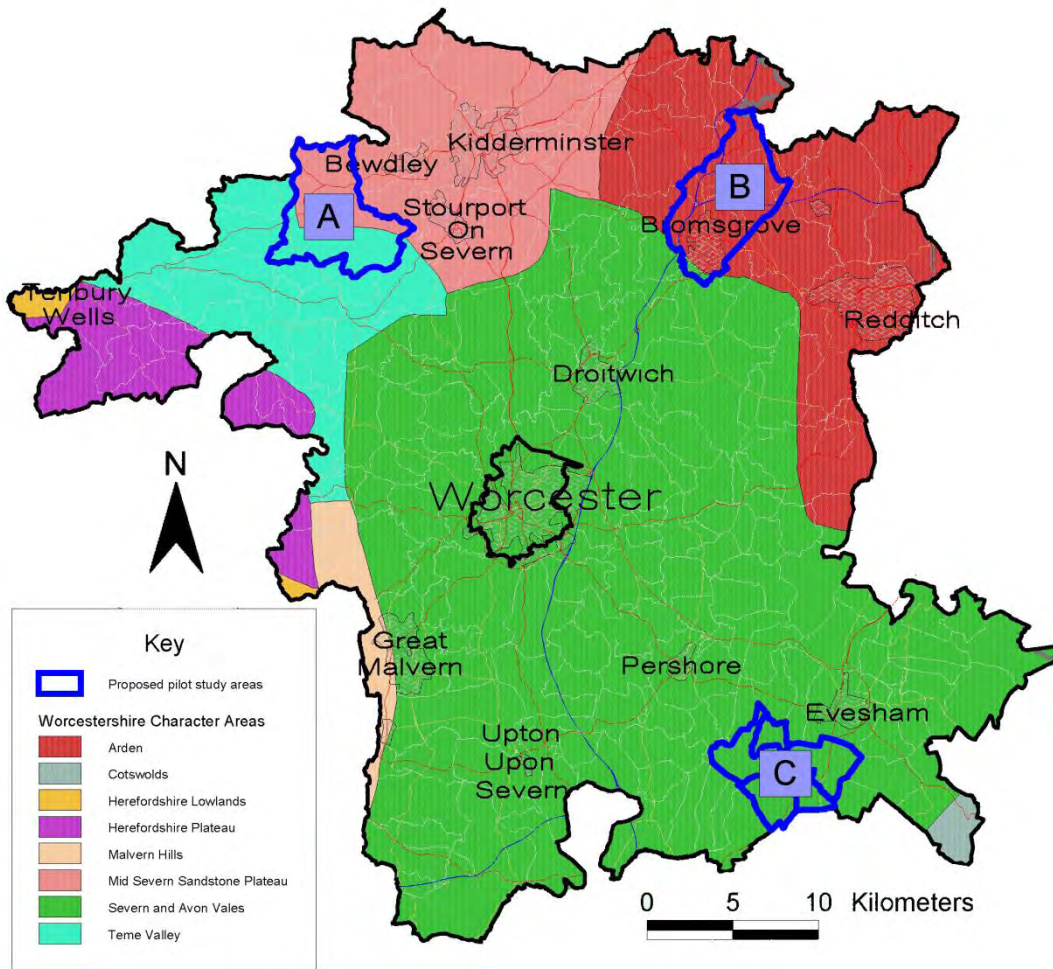 Kidderminster
Bewdley
A
B
Stourport
On
Severn
Bromsgrove
Tenbury
Wells
Redditch
Droitwich
N
Worcester
Great
Malvern
Pershore
Evesham
Upton
Upon
Severn
C
Key
Proposed pilot study areas
Worcestershire Character Areas
Arden
Cotswolds
Herefordshire Lowlands
Herefordshire Plateau
Malvern Hills
Mid Severn Sandstone Plateau
Severn and Avon Vales
Teme Valley
0 5 10 Kilometers